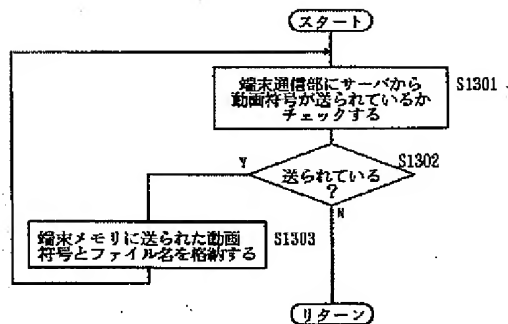 スタート
端末通信部にサーバから
動画符号が送られているか
チェックする
S1301
Y
送られている
?
S1302
N
端末メモリに送られた動画
符号とファイル名を格納する
S1303
リターン